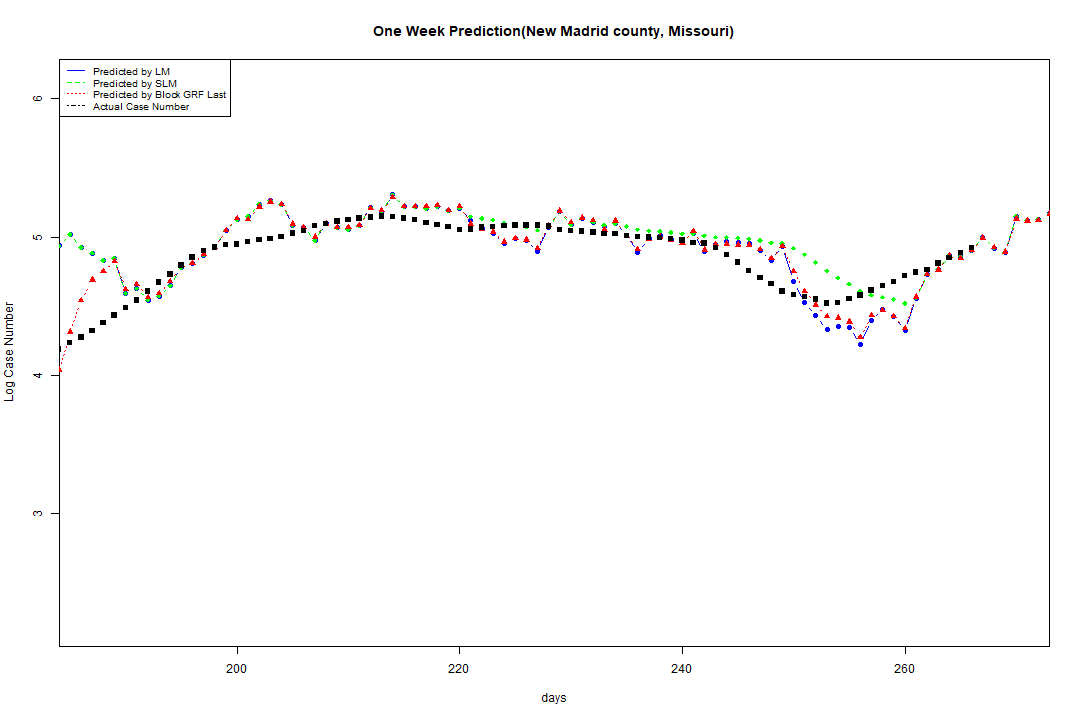 One Week Prediction(New Madrid county, Missouri)
Predicted by LM
Predicted by SLM
Predicted by Block GRF Last
Actual Case Number
6
5
4
3
Log Case Number
200 220 240 260
days